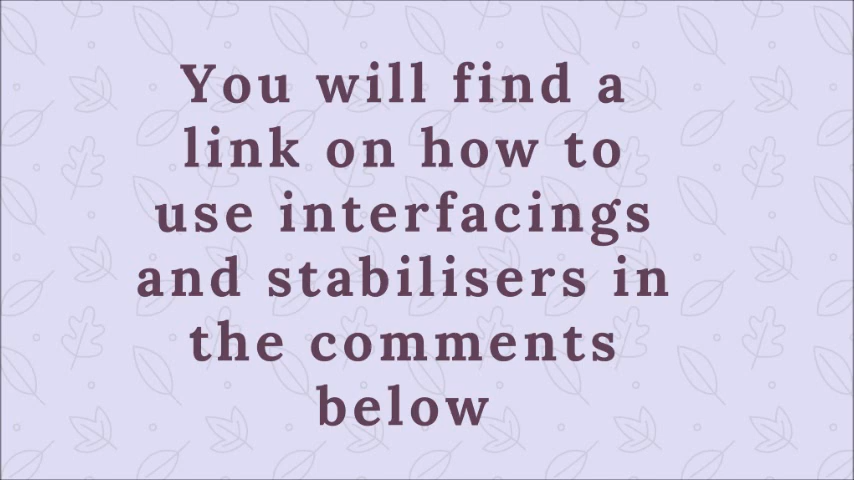 You will find a
link on how to
use interfacings
and stabilisers in
the comments
below